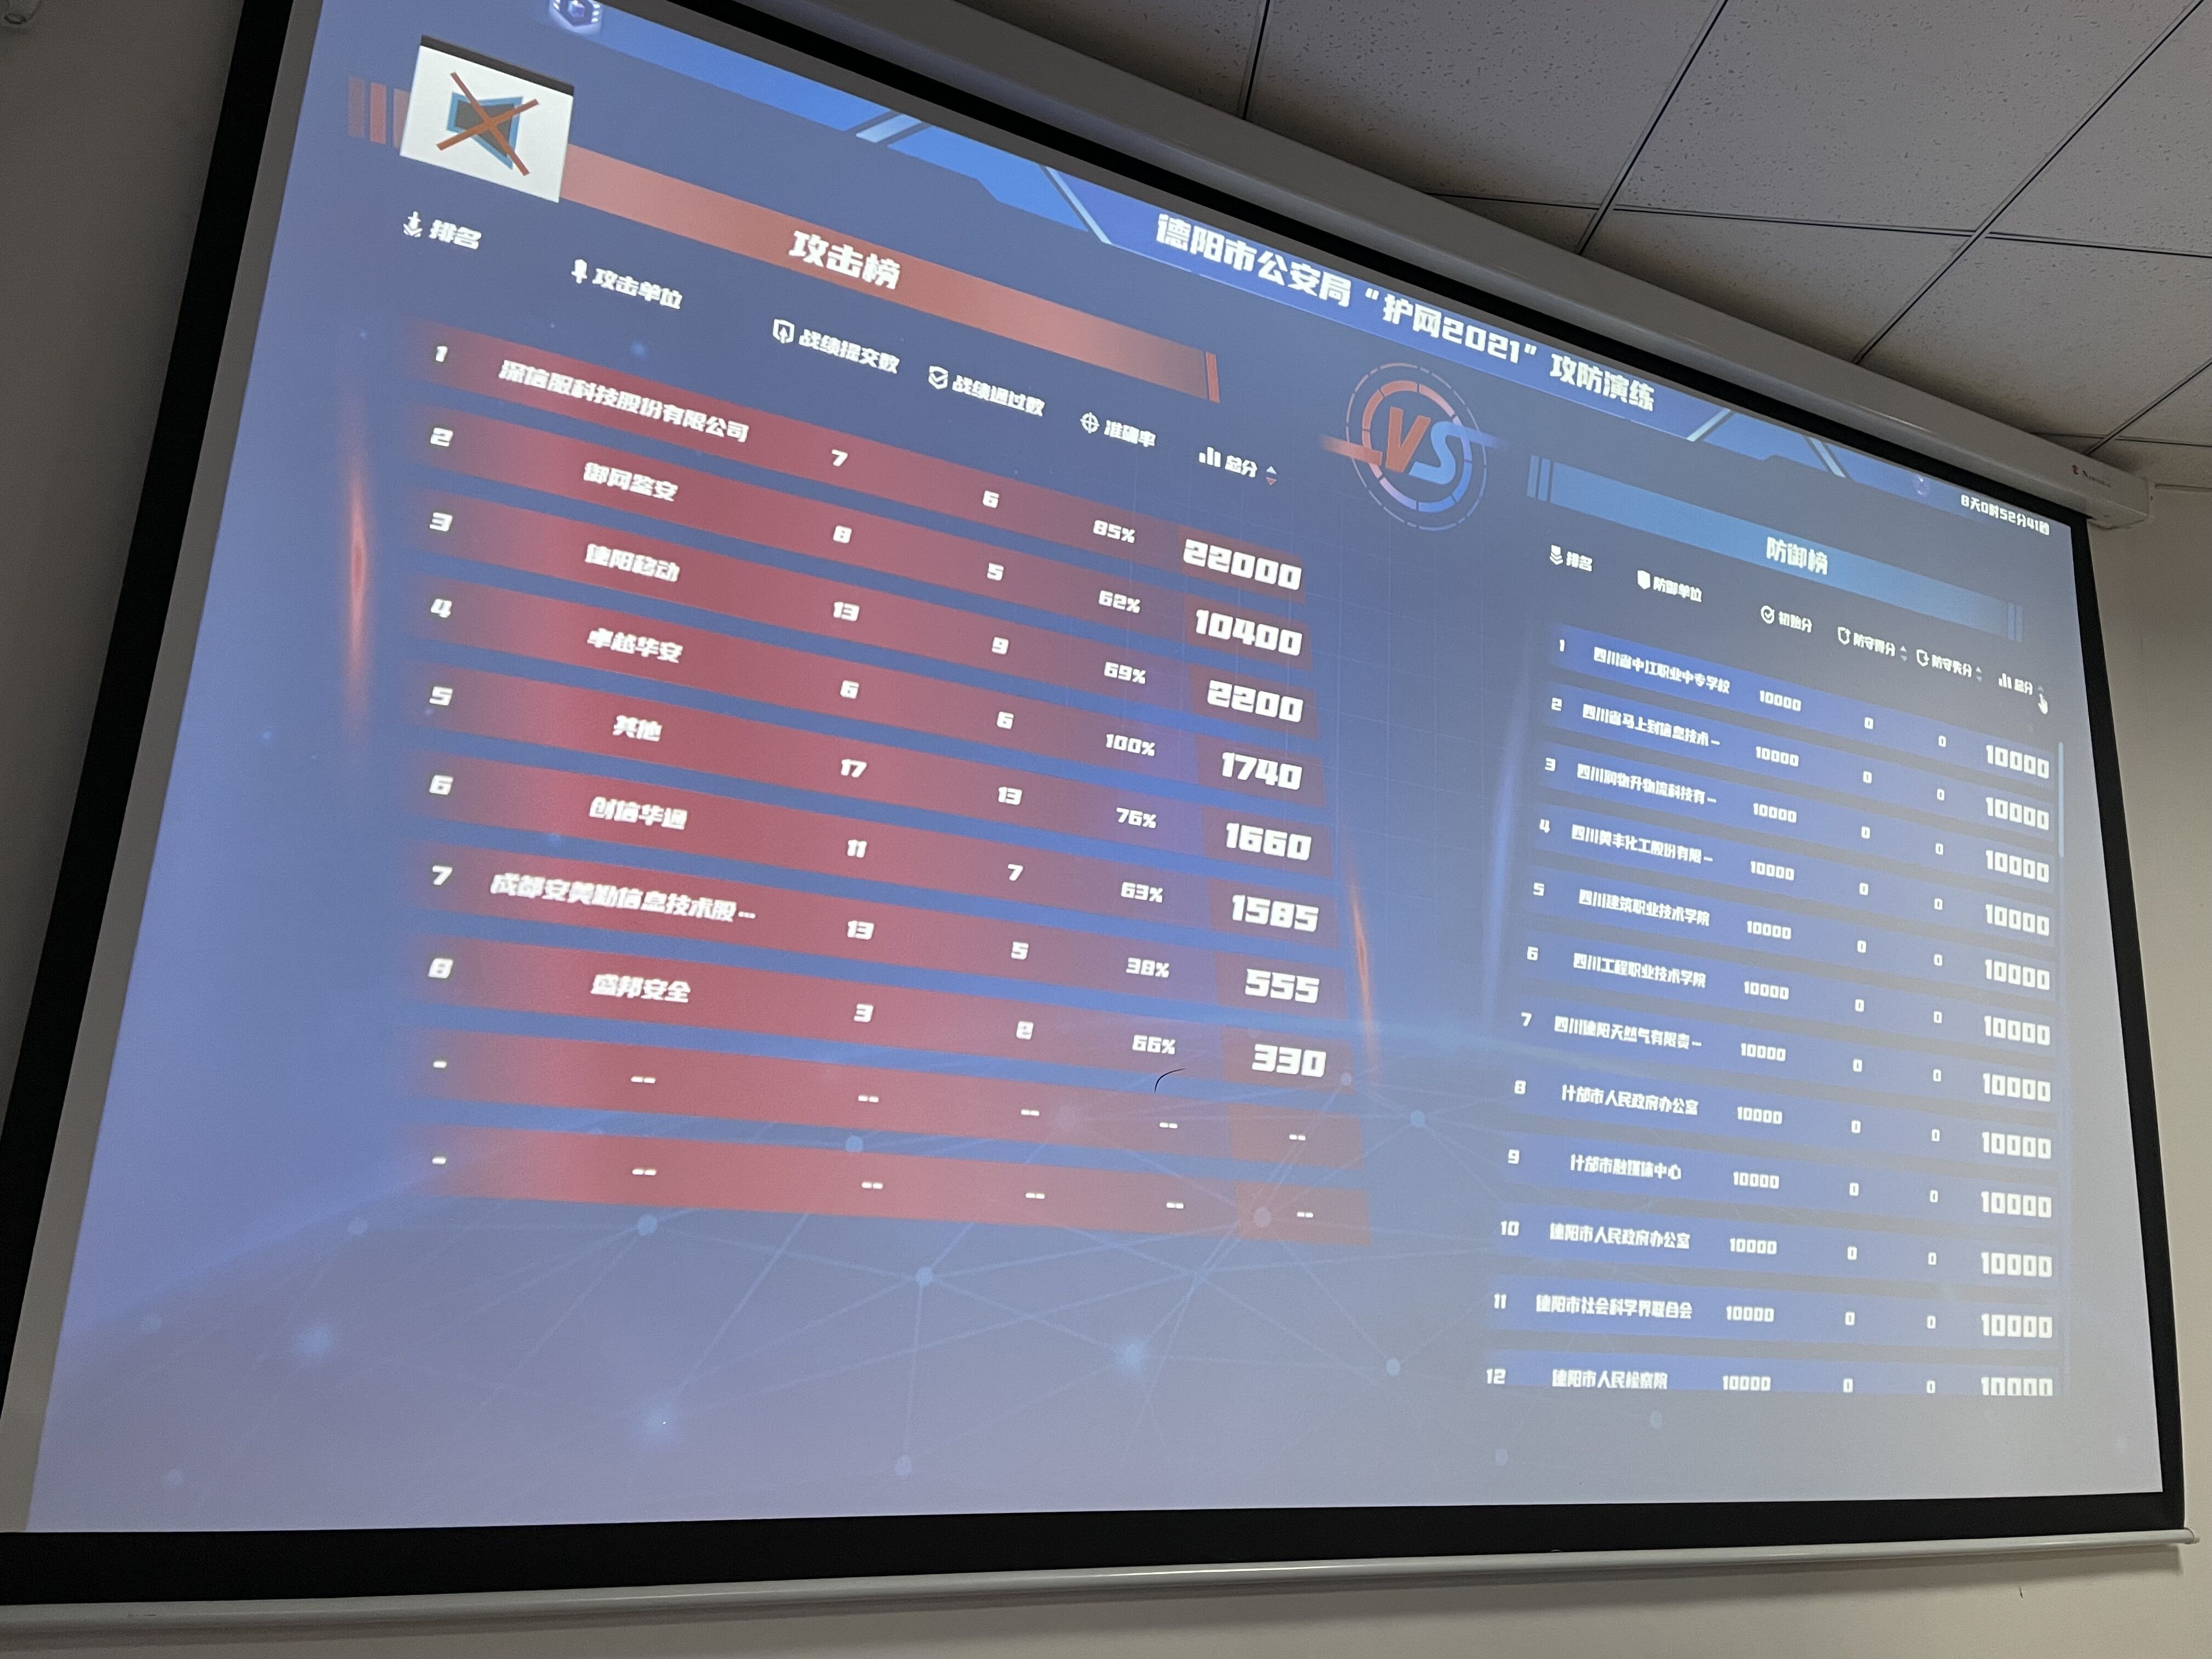 德阳市公安局“护网2021”攻防演练
8天0时52分41秒
攻击榜
排名 攻击单位 战绩提交数 战绩通过数 准确率 总分
1 深信服科技股份有限公司 7 6 85% 22000
2 御网鉴安 8 5 62% 10400
3 德阳移动 13 9 69% 2200
4 卓越华安 6 6 100% 1740
5 其他 17 13 76% 1660
6 创信华通 11 7 63% 1585
7 成都安美勤信息技术股... 13 5 38% 555
8 盛邦安全 3 2 66% 330
- -- -- -- -- --
- -- -- -- -- --
VS
防御榜
排名 防御单位 初始分 防守得分 防守失分 总分
1 四川省中江职业中专学校 10000 0 0 10000
2 四川省马上到信息技术... 10000 0 0 10000
3 四川润物升物流科技有... 10000 0 0 10000
4 四川美丰化工股份有限... 10000 0 0 10000
5 四川建筑职业技术学院 10000 0 0 10000
6 四川工程职业技术学院 10000 0 0 10000
7 四川德阳天然气有限责... 10000 0 0 10000
8 什邡市人民政府办公室 10000 0 0 10000
9 什邡市融媒体中心 10000 0 0 10000
10 德阳市人民政府办公室 10000 0 0 10000
11 德阳市社会科学界联合会 10000 0 0 10000
12 德阳市人民检察院 10000 0 0 10000